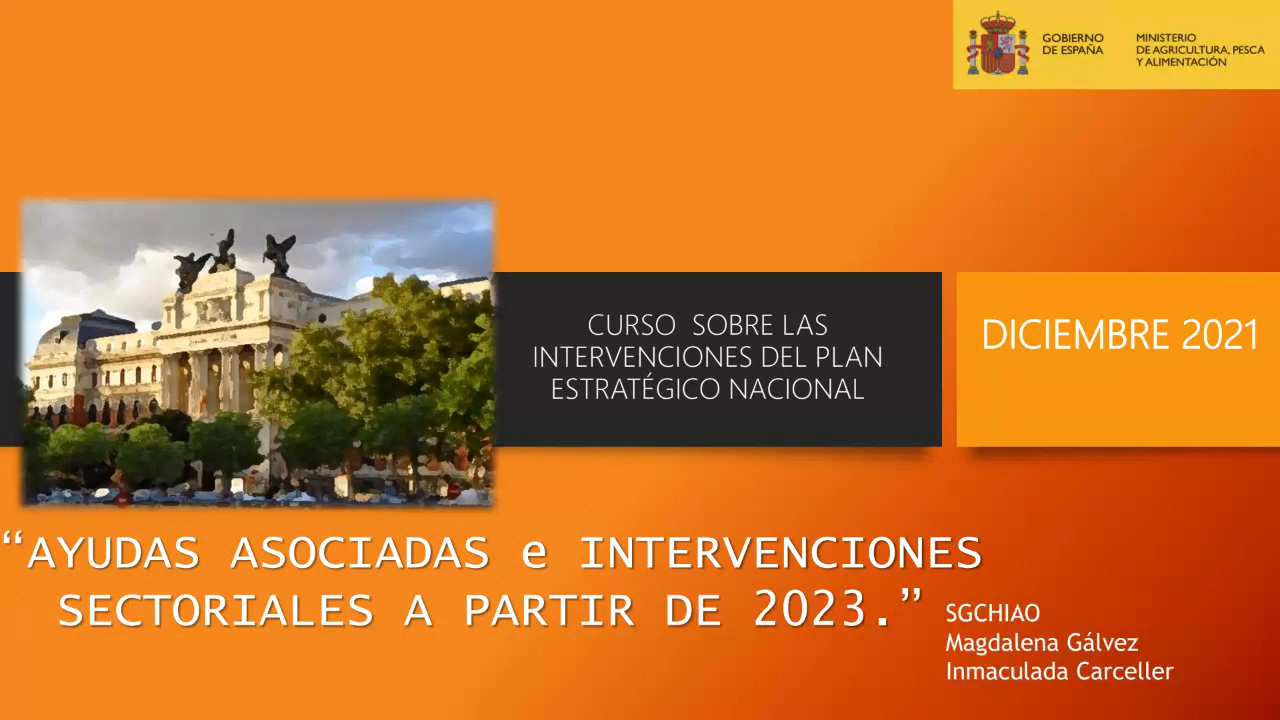 GOBIERNO
DE ESPAÑA
MINISTERIO
DE AGRICULTURA, PESCA
Y ALIMENTACIÓN
CURSO SOBRE LAS
INTERVENCIONES DEL PLAN
ESTRATÉGICO NACIONAL
DICIEMBRE 2021
“AYUDAS ASOCIADAS e INTERVENCIONES
SECTORIALES A PARTIR DE 2023.”
SGCHIAO
Magdalena Gálvez
Inmaculada Carceller